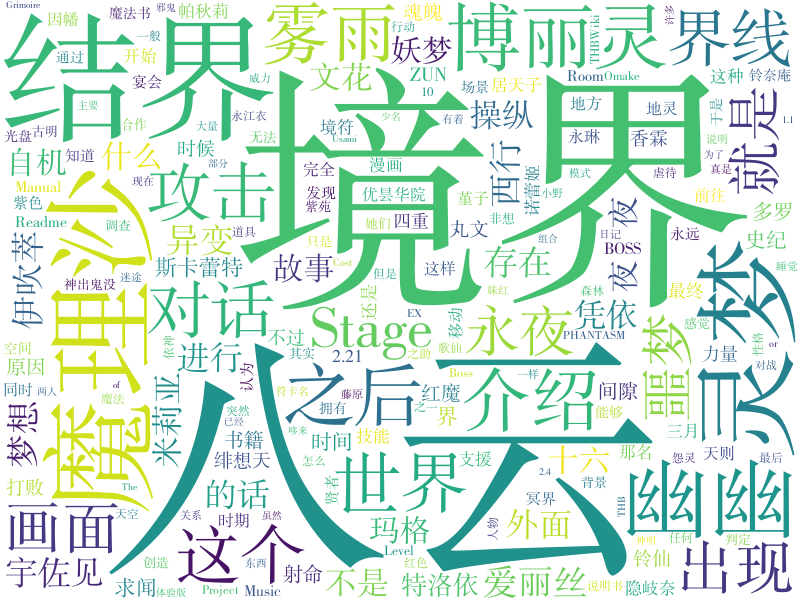 Grimoire
魔法书
邪鬼
行动
THBWiki
许多
因幡
帕秋莉
魂魄
一般
威力
结界
雾雨
博丽
灵
界线
通过
开始
妖梦
文花
ZUN
10
居天子
Room
Omake
这种
铃奈庵
宴会
永江衣
场景
于是
光盘
古明
合作
大量
主要
无法
少名
有着
操纵
地方
地灵
说明
1.1
境符
永琳
香霖
为了
真是
自机
知道
什么
时候
Usami
部分
境
界
就是
攻击
漫画
完全
发现
紫苑
优昙华院
她们
四重
堇子
非想
西行
诺蕾姬
模式
小野
虐待
前往
Manual
现在
紫色
Readme
调查
道具
异变
丸文
夜
夜
BOSS
日记
组合
永远
多罗
史纪
魔理沙
伊吹萃
斯卡蕾特
故事
只是
Cost
但是
这样
存在
凭依
最终
神出鬼没
迷途
对话
还是
EX
妹红
森林
睡觉
感觉
梦
空间
原因
进行
不过
其实
Stage
移动
永夜
歌仙
PHANTASM
力量
性格
or
对战
噩梦
同时
两人
of
米莉亚
2.21
依神
之助
Boss
一样
认为
符卡名
藤原
之后
之一
红魔
界
介绍
间隙
能够
三月
灵
梦想
魔法
突然
已经
拥有
书籍
时间
技能
哆来
怎么
那名
天则
打败
The
绯想天
的话
支援
2.4
十六
背景
怨灵
最后
幽幽
画面
天空
关系
虽然
时期
八云
世界
贤者
冥界
THB
人物
神明
任何
判定
这个
玛格
外面
铃仙
出现
宇佐见
创造
东西
红色
Level
求闻
体验版
Project
Music
射命
不是
特洛依
爱丽丝
说明书
隐岐奈